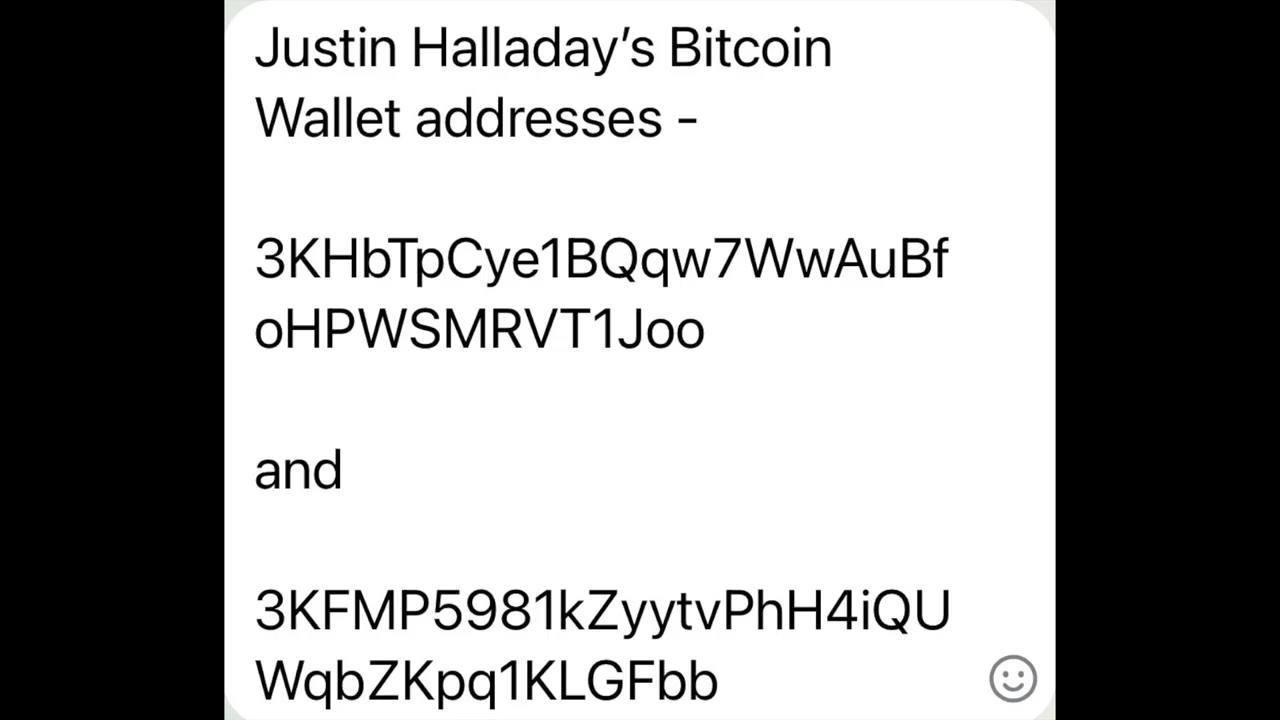 Justin Halladay’s Bitcoin
Wallet addresses -
3KHbTpCye1BQqw7WwAuBf
oHPWSMRVT1Joo
and
3KFMP5981kZyytvPhH4iQU
WqbZKpq1KLGFbb